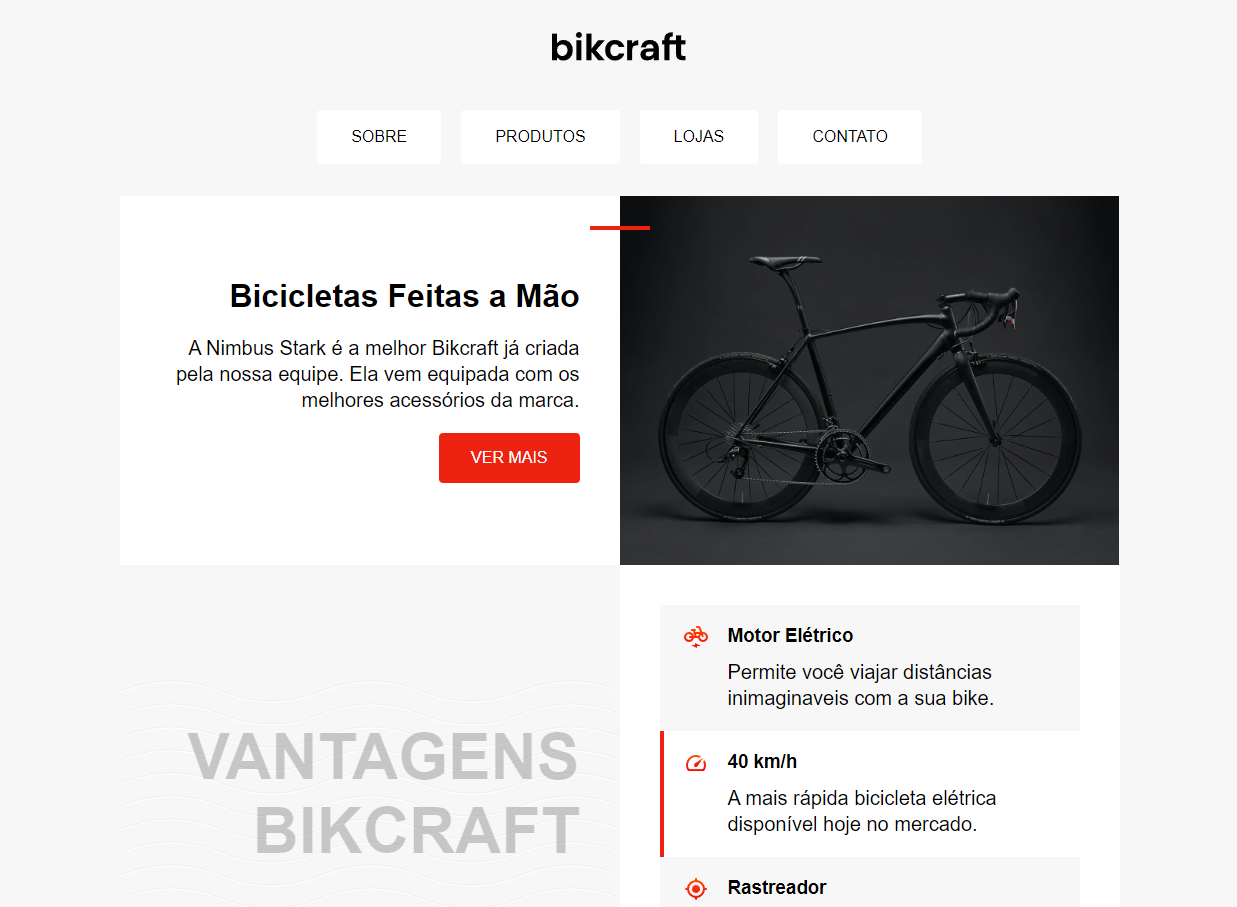 bikcraft
SOBRE
PRODUTOS
LOJAS
CONTATO
Bicicletas Feitas a Mão
A Nimbus Stark é a melhor Bikcraft já criada
pela nossa equipe. Ela vem equipada com os
melhores acessórios da marca.
VER MAIS
VANTAGENS
BIKCRAFT
Motor Elétrico
Permite você viajar distâncias
inimaginaveis com a sua bike.
40 km/h
A mais rápida bicicleta elétrica
disponível hoje no mercado.
Rastreador